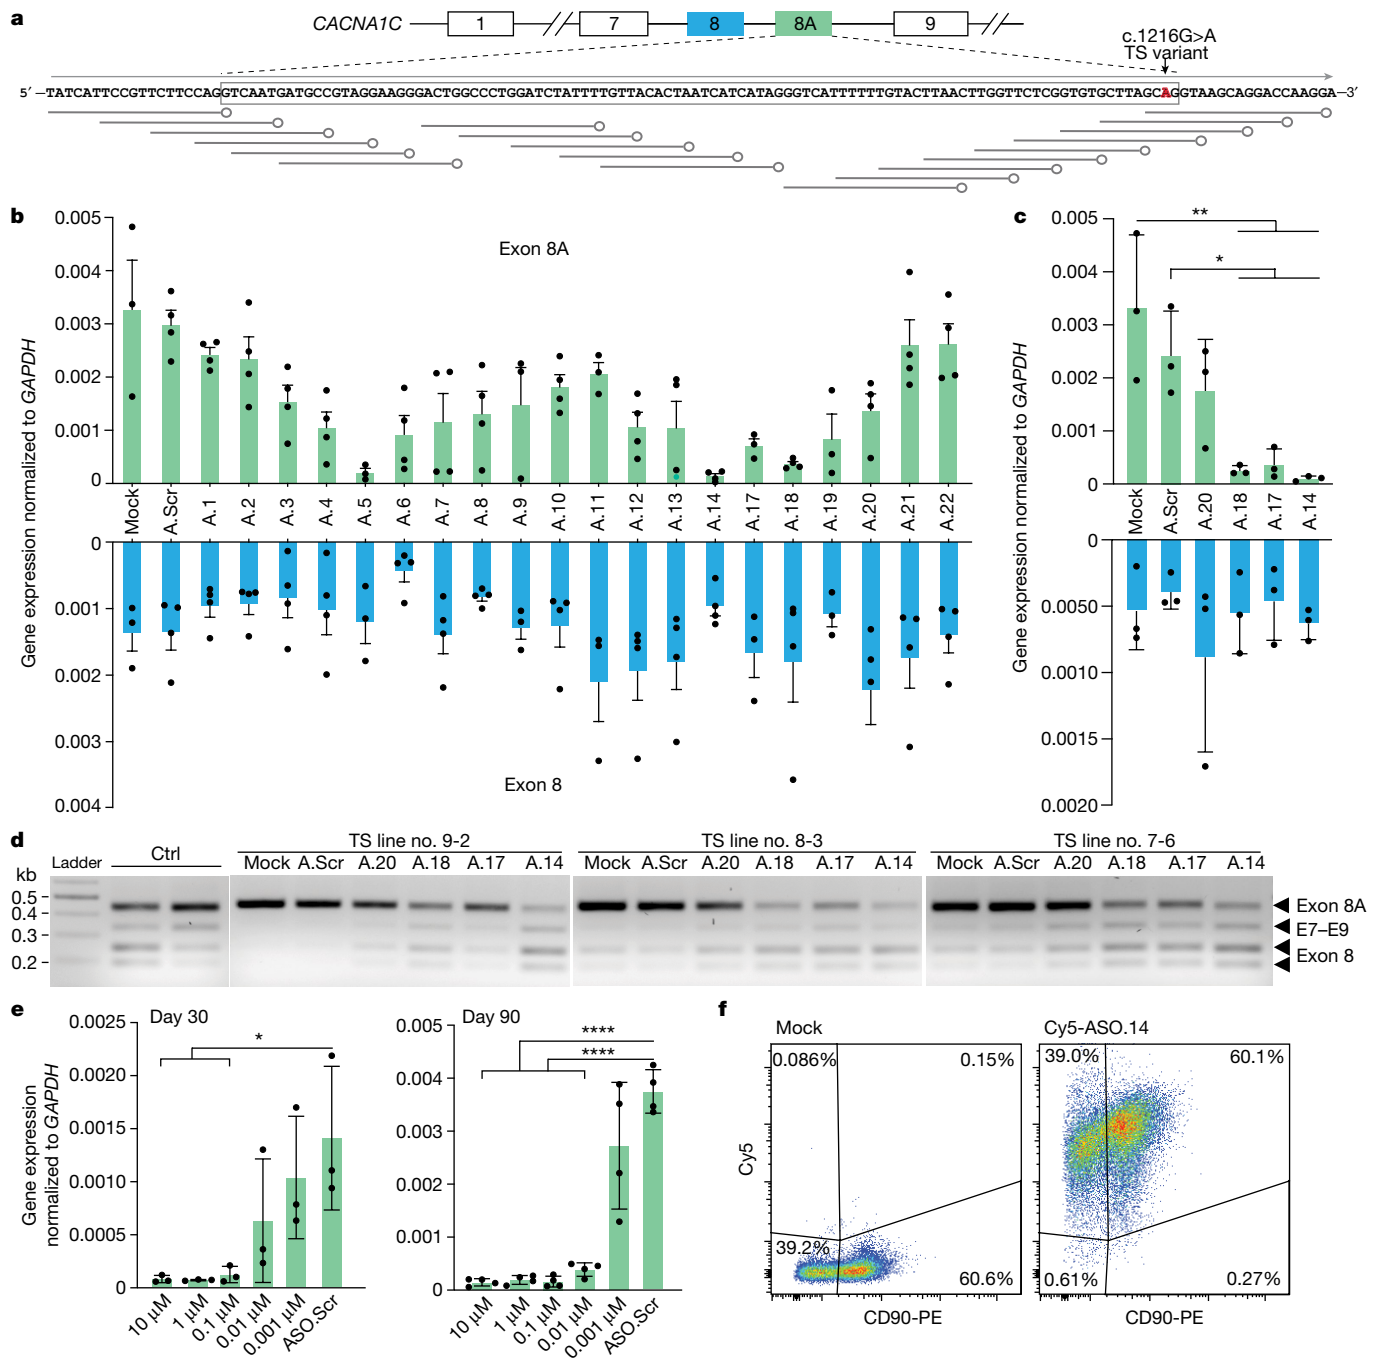 a
CACNA1C
1
7
8
8A
9
c.1216G>A
TS variant
5′ TATCATTCCGTTCTTCCAGGTCAATGATGCCGTAGGAAGGGACTGGCCCTGGATCTATTTTGTTACACTAATCATCATAGGGTCATTTTTTGTACTTAACTTGGTTCTCGGTGTGCTTAGCAGGTAAGCAGGACCAAGGA 3′
b
Gene expression normalized to GAPDH
0.005
0.004
0.003
0.002
0.001
0
Exon 8A
Mock A.Scr A.1 A.2 A.3 A.4 A.5 A.6 A.7 A.8 A.9 A.10 A.11 A.12 A.13 A.14 A.17 A.18 A.19 A.20 A.21 A.22
0
0.001
0.002
0.003
0.004
Exon 8
c
Gene expression normalized to GAPDH
0.005
0.004
0.003
0.002
0.001
0
**
*
Mock A.Scr A.20 A.18 A.17 A.14
0
0.0050
0.0010
0.0015
0.0020
d
Ladder
Ctrl
TS line no. 9-2
TS line no. 8-3
TS line no. 7-6
Mock A.Scr A.20 A.18 A.17 A.14
Mock A.Scr A.20 A.18 A.17 A.14
Mock A.Scr A.20 A.18 A.17 A.14
kb
0.5
0.4
0.3
0.2
Exon 8A
E7–E9
Exon 8
e
Gene expression
normalized to GAPDH
Day 30
0.0025
0.0020
0.0015
0.0010
0.0005
0
*
10 µM 1 µM 0.1 µM 0.01 µM 0.001 µM ASO.Scr
Day 90
0.005
0.004
0.003
0.002
0.001
0
****
****
10 µM 1 µM 0.1 µM 0.01 µM 0.001 µM ASO.Scr
f
Mock
0.086%
0.15%
39.2%
60.6%
Cy5
CD90-PE
Cy5-ASO.14
39.0%
60.1%
0.61%
0.27%
CD90-PE